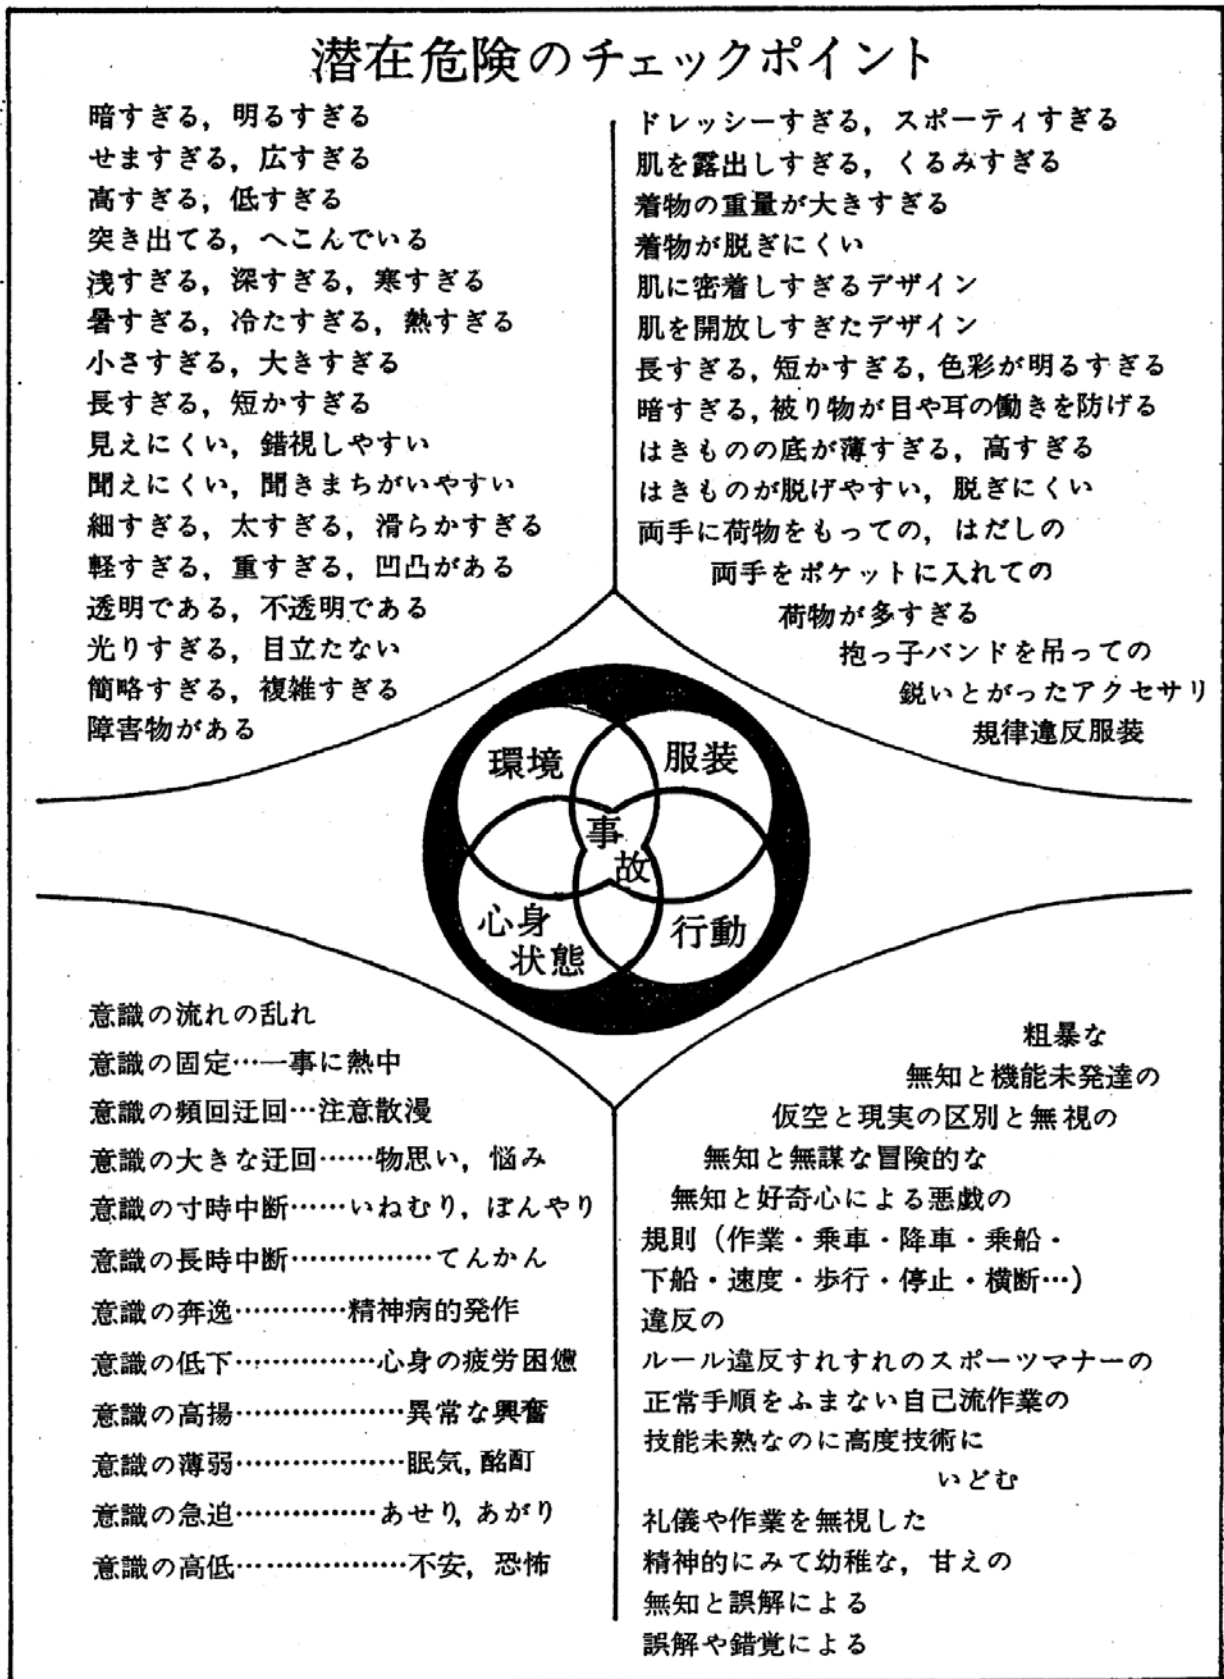 潜在危険のチェックポイント
暗すぎる，明るすぎる
せますぎる，広すぎる
高すぎる，低すぎる
突き出てる，へこんでいる
浅すぎる，深すぎる，寒すぎる
暑すぎる，冷たすぎる，熱すぎる
小さすぎる，大きすぎる
長すぎる，短かすぎる
見えにくい，錯視しやすい
聞えにくい，聞きまちがいやすい
細すぎる，太すぎる，滑らかすぎる
軽すぎる，重すぎる，凹凸がある
透明である，不透明である
光りすぎる，目立たない
簡略すぎる，複雑すぎる
障害物がある
ドレッシーすぎる，スポーティすぎる
肌を露出しすぎる，くるみすぎる
着物の重量が大きすぎる
着物が脱ぎにくい
肌に密着しすぎるデザイン
肌を開放しすぎたデザイン
長すぎる，短かすぎる，色彩が明るすぎる
暗すぎる，被り物が目や耳の働きを防げる
はきものの底が薄すぎる，高すぎる
はきものが脱げやすい，脱ぎにくい
両手に荷物をもっての，はだしの
両手をポケットに入れての
荷物が多すぎる
抱っ子バンドを吊っての
鋭いとがったアクセサリ
規律違反服装
環境
服装
事
故
心身
状態
行動
意識の流れの乱れ
意識の固定…一事に熱中
意識の頻回迂回…注意散漫
意識の大きな迂回……物思い，悩み
意識の寸時中断……いねむり，ぼんやり
意識の長時中断……………てんかん
意識の奔逸…………精神病的発作
意識の低下……………心身の疲労困憊
意識の高揚………………異常な興奮
意識の薄弱………………眠気，酩酊
意識の急迫……………あせり，あがり
意識の高低………………不安，恐怖
粗暴な
無知と機能未発達の
仮空と現実の区別と無視の
無知と無謀な冒険的な
無知と好奇心による悪戯の
規則（作業・乗車・降車・乗船・
下船・速度・歩行・停止・横断…）
違反の
ルール違反すれすれのスポーツマナーの
正常手順をふまない自己流作業の
技能未熟なのに高度技術に
いどむ
礼儀や作業を無視した
精神的にみて幼稚な，甘えの
無知と誤解による
誤解や錯覚による